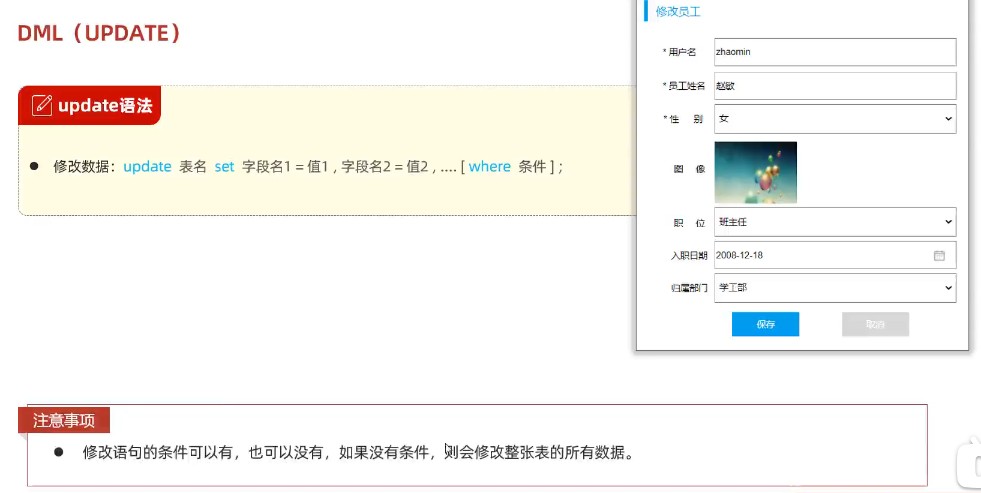 DML（UPDATE）
update语法
修改数据：update 表名 set 字段名1 = 值1 , 字段名2 = 值2 , .... [ where 条件 ] ;
修改员工
* 用户名 zhaomin
* 员工姓名 赵敏
* 性 别 女
图 像
职 位 班主任
入职日期 2008-12-18
归属部门 学工部
保存 取消
注意事项
修改语句的条件可以有，也可以没有，如果没有条件，则会修改整张表的所有数据。